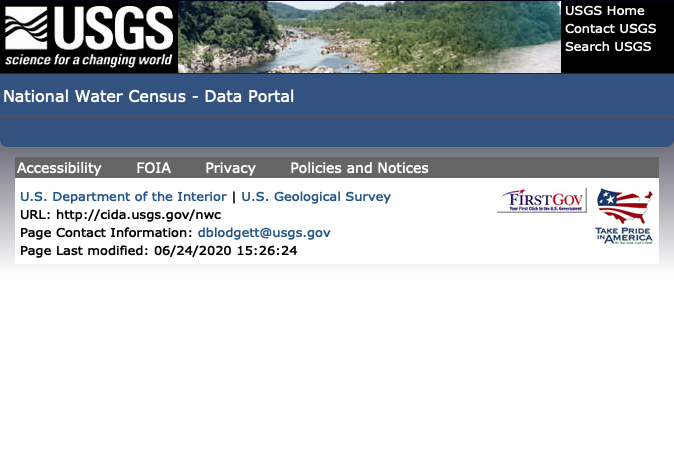 USGS
science for a changing world
USGS Home
Contact USGS
Search USGS
National Water Census - Data Portal
Accessibility FOIA Privacy Policies and Notices
U.S. Department of the Interior | U.S. Geological Survey
URL: http://cida.usgs.gov/nwc
Page Contact Information: dblodgett@usgs.gov
Page Last modified: 06/24/2020 15:26:24
FIRSTGOV
Your First Click to the U.S. Government
TAKE PRIDE
IN AMERICA